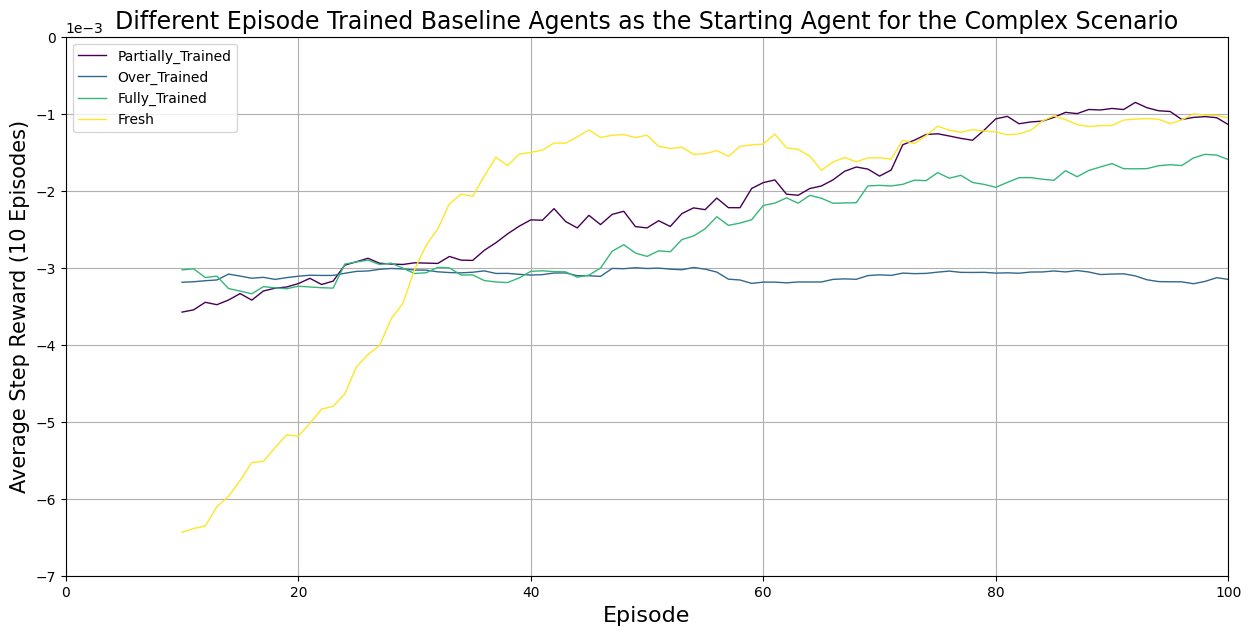 Different Episode Trained Baseline Agents as the Starting Agent for the Complex Scenario
1e−3
0
−1
−2
−3
−4
−5
−6
−7
Average Step Reward (10 Episodes)
Partially_Trained
Over_Trained
Fully_Trained
Fresh
0 20 40 60 80 100
Episode